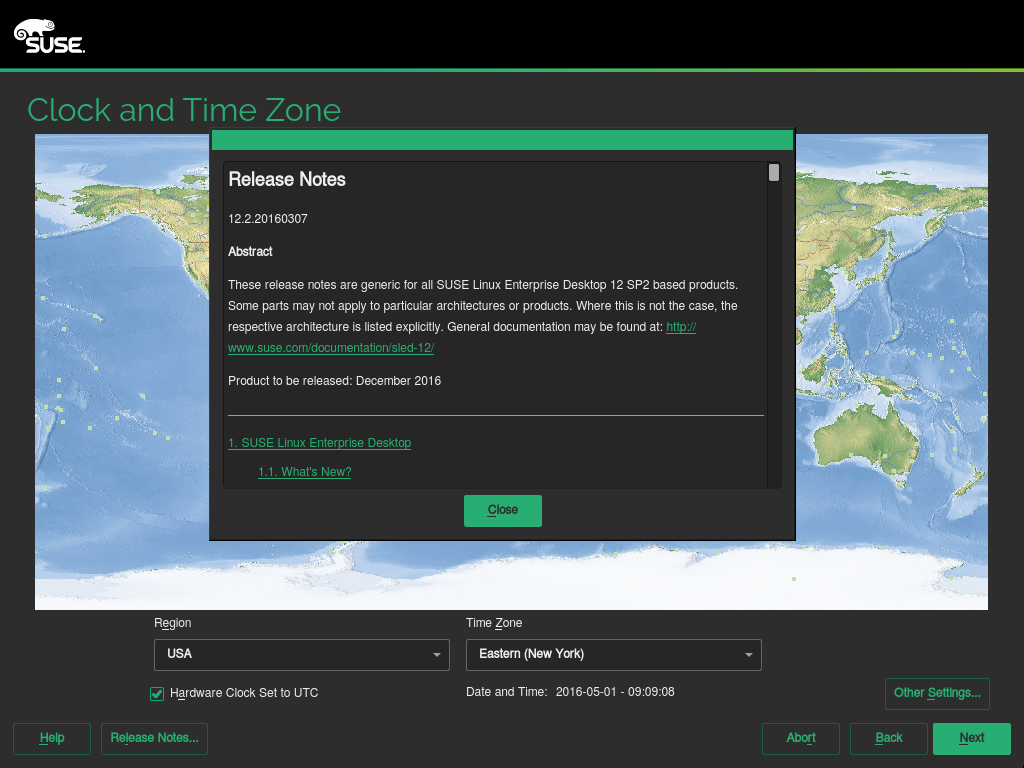 SUSE
Clock and Time Zone
Release Notes
12.2.20160307
Abstract
These release notes are generic for all SUSE Linux Enterprise Desktop 12 SP2 based products.
Some parts may not apply to particular architectures or products. Where this is not the case, the
respective architecture is listed explicitly. General documentation may be found at: http://
www.suse.com/documentation/sled-12/
Product to be released: December 2016
1. SUSE Linux Enterprise Desktop
1.1. What's New?
Close
Region
Time Zone
USA
Eastern (New York)
Hardware Clock Set to UTC
Date and Time: 2016-05-01 - 09:09:08
Other Settings...
Help
Release Notes...
Abort
Back
Next